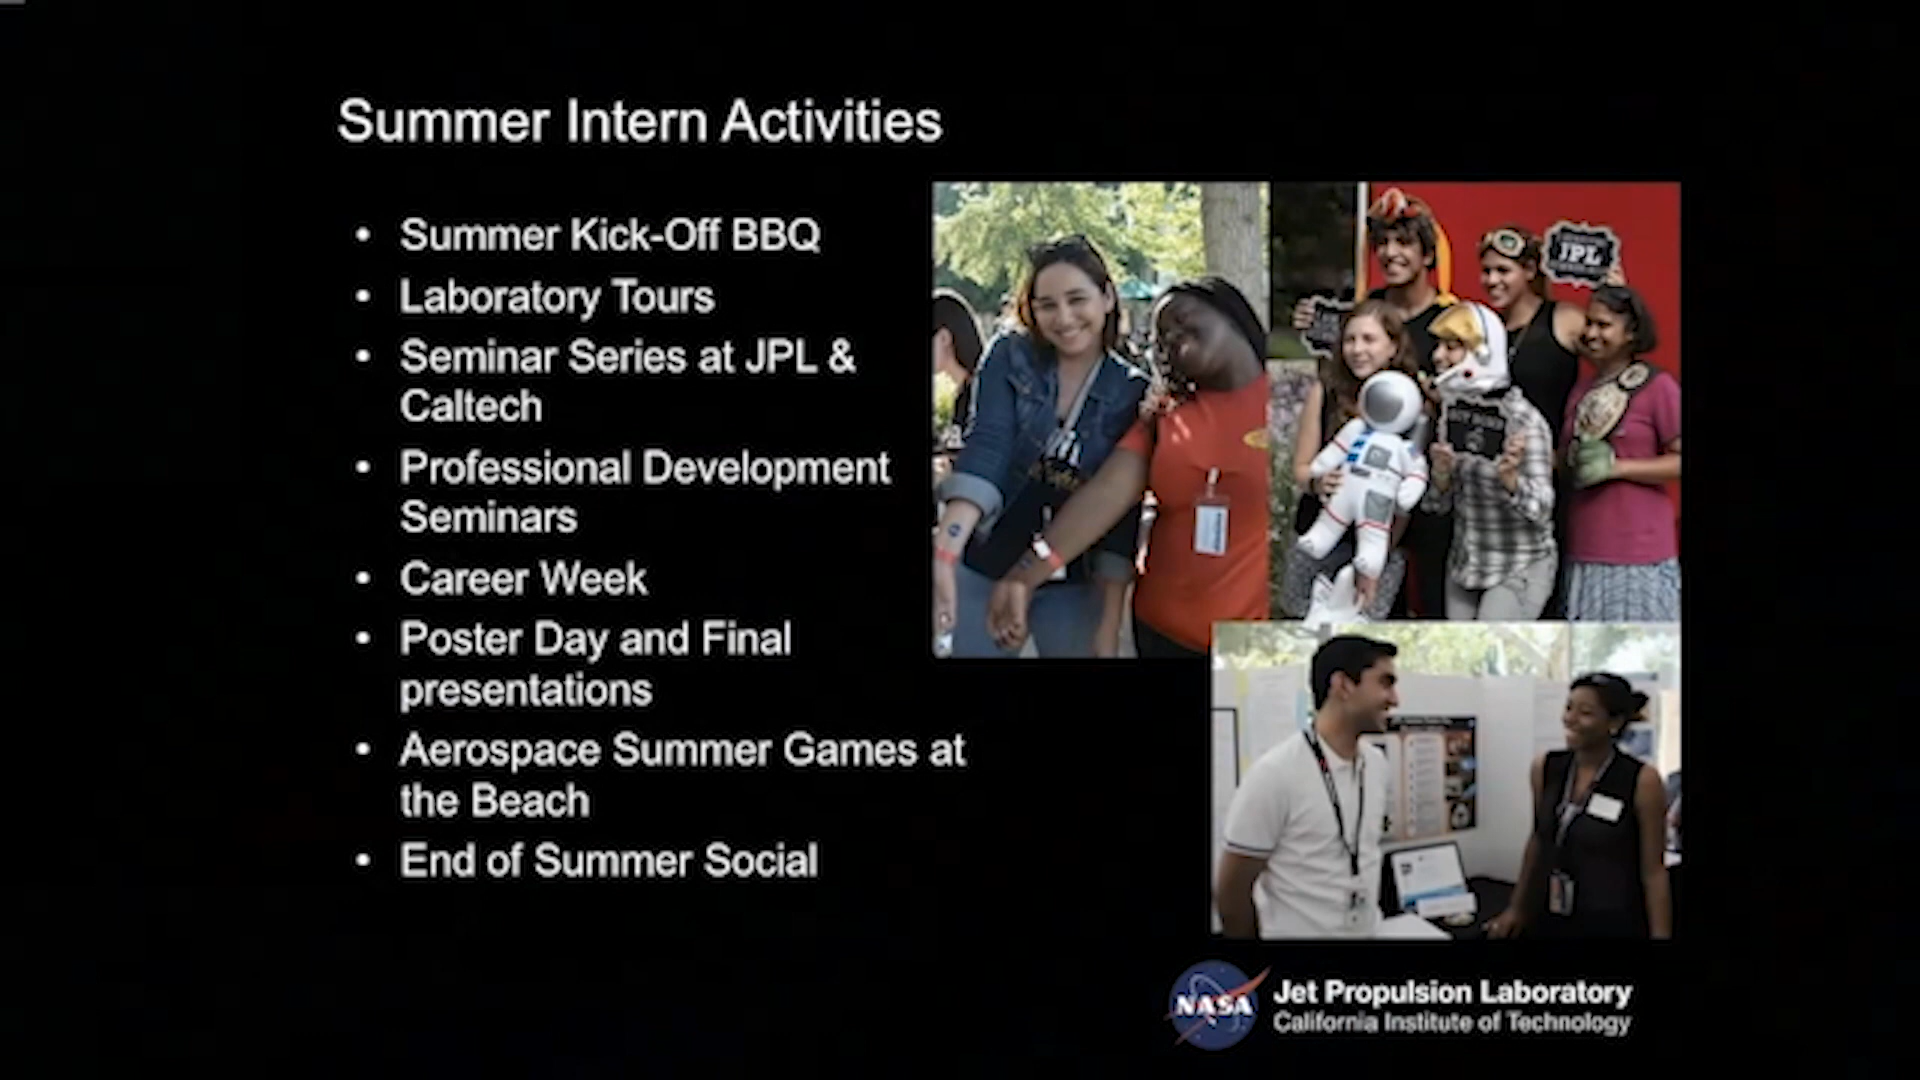 Summer Intern Activities
• Summer Kick-Off BBQ
• Laboratory Tours
• Seminar Series at JPL &
Caltech
• Professional Development
Seminars
• Career Week
• Poster Day and Final
presentations
• Aerospace Summer Games at
the Beach
• End of Summer Social
JPL
NASA
Jet Propulsion Laboratory
California Institute of Technology